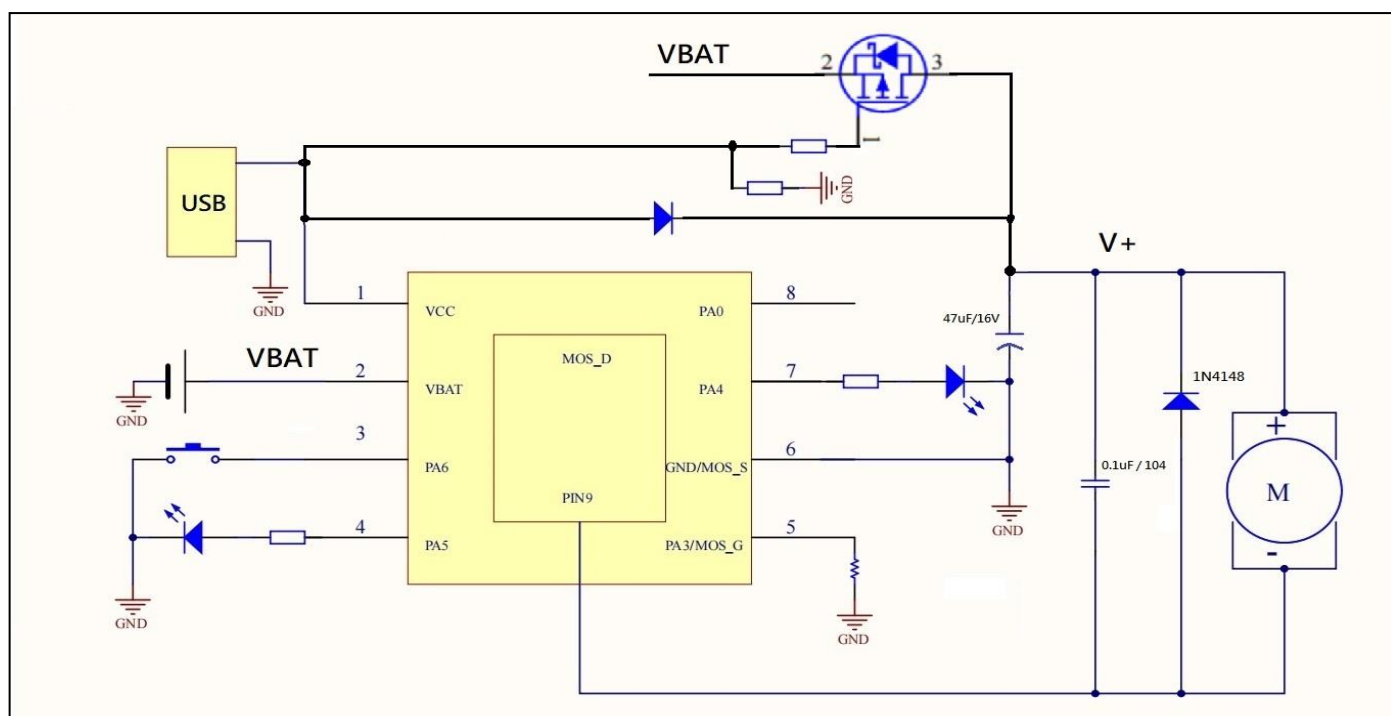 VBAT
2
3
1
GND
USB
V+
GND
1
VCC
8
PA0
47uF/16V
VBAT
MOS_D
2
VBAT
7
PA4
1N4148
GND
3
PA6
6
GND/MOS_S
+
0.1uF / 104
PIN9
M
GND
4
PA5
5
PA3/MOS_G
-
GND
GND